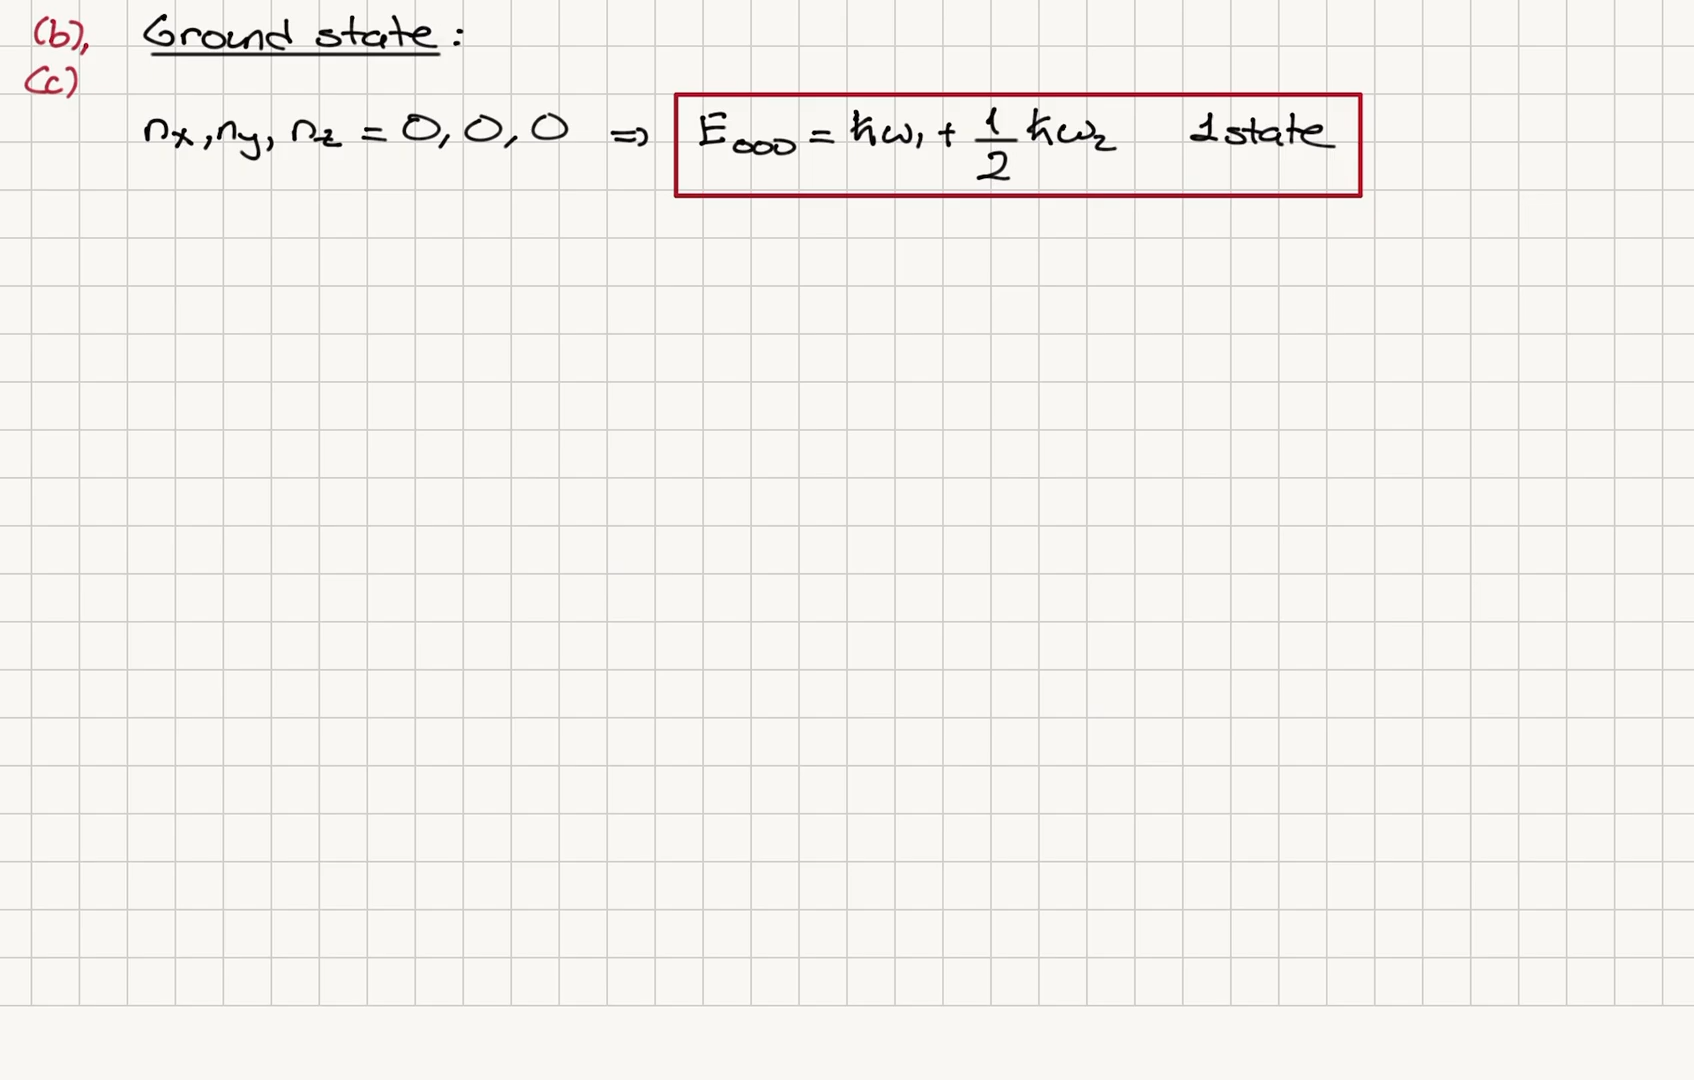 (b), Ground state:
(c)
nx, ny, nz = 0, 0, 0 ⇒ E₀₀₀ = ħω₁ + 1/2 ħω₂ 1 state